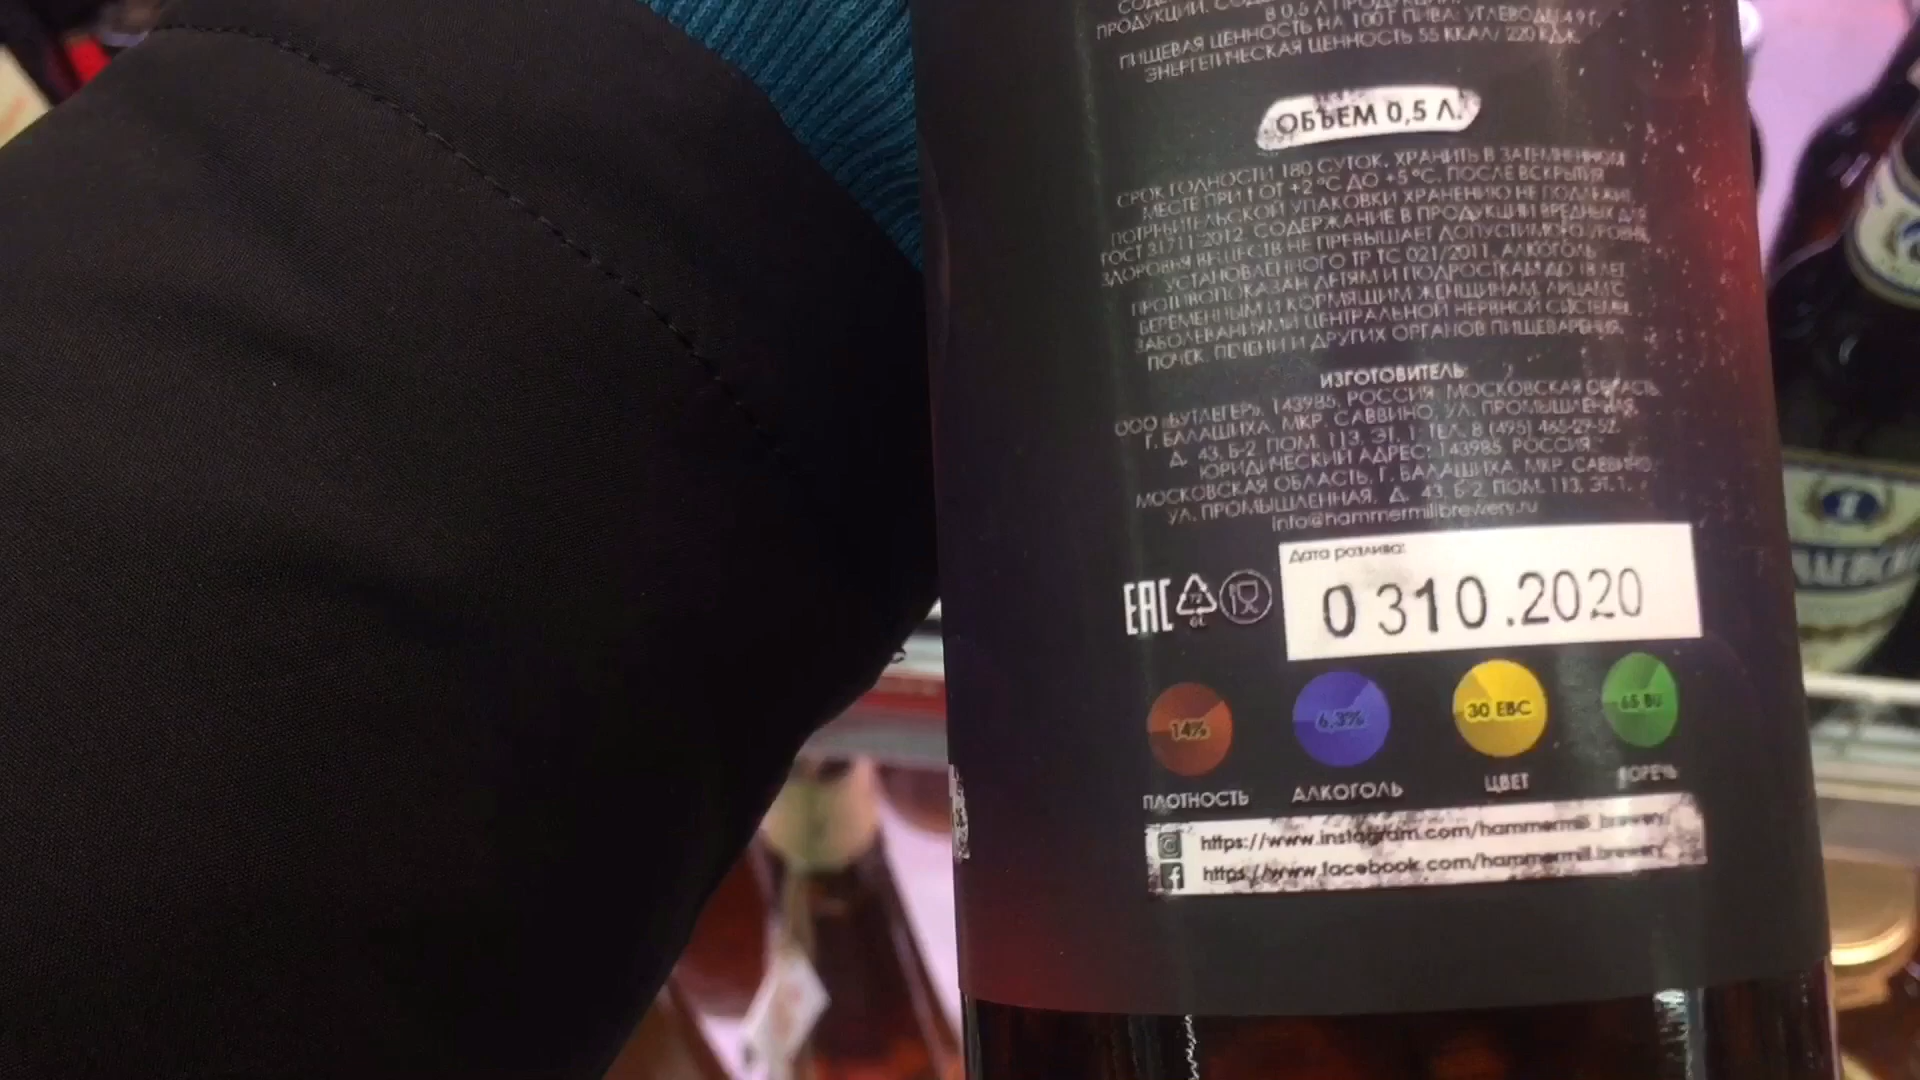 ПРОДУКЦИИ.
В 0,5 Л ПРОДУКЦИИ.
ПИЩЕВАЯ ЦЕННОСТЬ НА 100 Г ПИВА: УГЛЕВОДЫ 4,9 Г.
ЭНЕРГЕТИЧЕСКАЯ ЦЕННОСТЬ 55 ККАЛ/ 220 КДЖ.
ОБЪЕМ 0,5 Л.
СРОК ГОДНОСТИ 180 СУТОК. ХРАНИТЬ В ЗАТЕМНЕННОМ
МЕСТЕ ПРИ t ОТ +2 °C ДО +5 °C. ПОСЛЕ ВСКРЫТИЯ
ПОТРЕБИТЕЛЬСКОЙ УПАКОВКИ ХРАНЕНИЮ НЕ ПОДЛЕЖИТ.
ГОСТ 31711-2012. СОДЕРЖАНИЕ В ПРОДУКЦИИ ВРЕДНЫХ ДЛЯ
ЗДОРОВЬЯ ВЕЩЕСТВ НЕ ПРЕВЫШАЕТ ДОПУСТИМОГО УРОВНЯ,
УСТАНОВЛЕННОГО ТР ТС 021/2011. АЛКОГОЛЬ
ПРОТИВОПОКАЗАН ДЕТЯМ И ПОДРОСТКАМ ДО 18 ЛЕТ,
БЕРЕМЕННЫМ И КОРМЯЩИМ ЖЕНЩИНАМ, ЛИЦАМ С
ЗАБОЛЕВАНИЯМИ ЦЕНТРАЛЬНОЙ НЕРВНОЙ СИСТЕМЫ,
ПОЧЕК, ПЕЧЕНИ И ДРУГИХ ОРГАНОВ ПИЩЕВАРЕНИЯ.
ИЗГОТОВИТЕЛЬ:
ООО «БУТЛЕГЕР», 143985, РОССИЯ, МОСКОВСКАЯ ОБЛАСТЬ,
Г. БАЛАШИХА, МКР. САВВИНО, УЛ. ПРОМЫШЛЕННАЯ,
Д. 43, Б-2, ПОМ. 113, ЭТ. 1. ТЕЛ. 8 (495) 465-29-52.
ЮРИДИЧЕСКИЙ АДРЕС: 143985, РОССИЯ,
МОСКОВСКАЯ ОБЛАСТЬ, Г. БАЛАШИХА, МКР. САВВИНО,
УЛ. ПРОМЫШЛЕННАЯ, Д. 43, Б-2, ПОМ. 113, ЭТ.1.
info@hammermillbrewery.ru
Дата розлива:
0310.2020
EAC
14% 6,3% 30 EBC 65 BU
ПЛОТНОСТЬ АЛКОГОЛЬ ЦВЕТ ГОРЕЧЬ
https://www.instagram.com/hammermill_brewery/
https://www.facebook.com/hammermill.brewery/